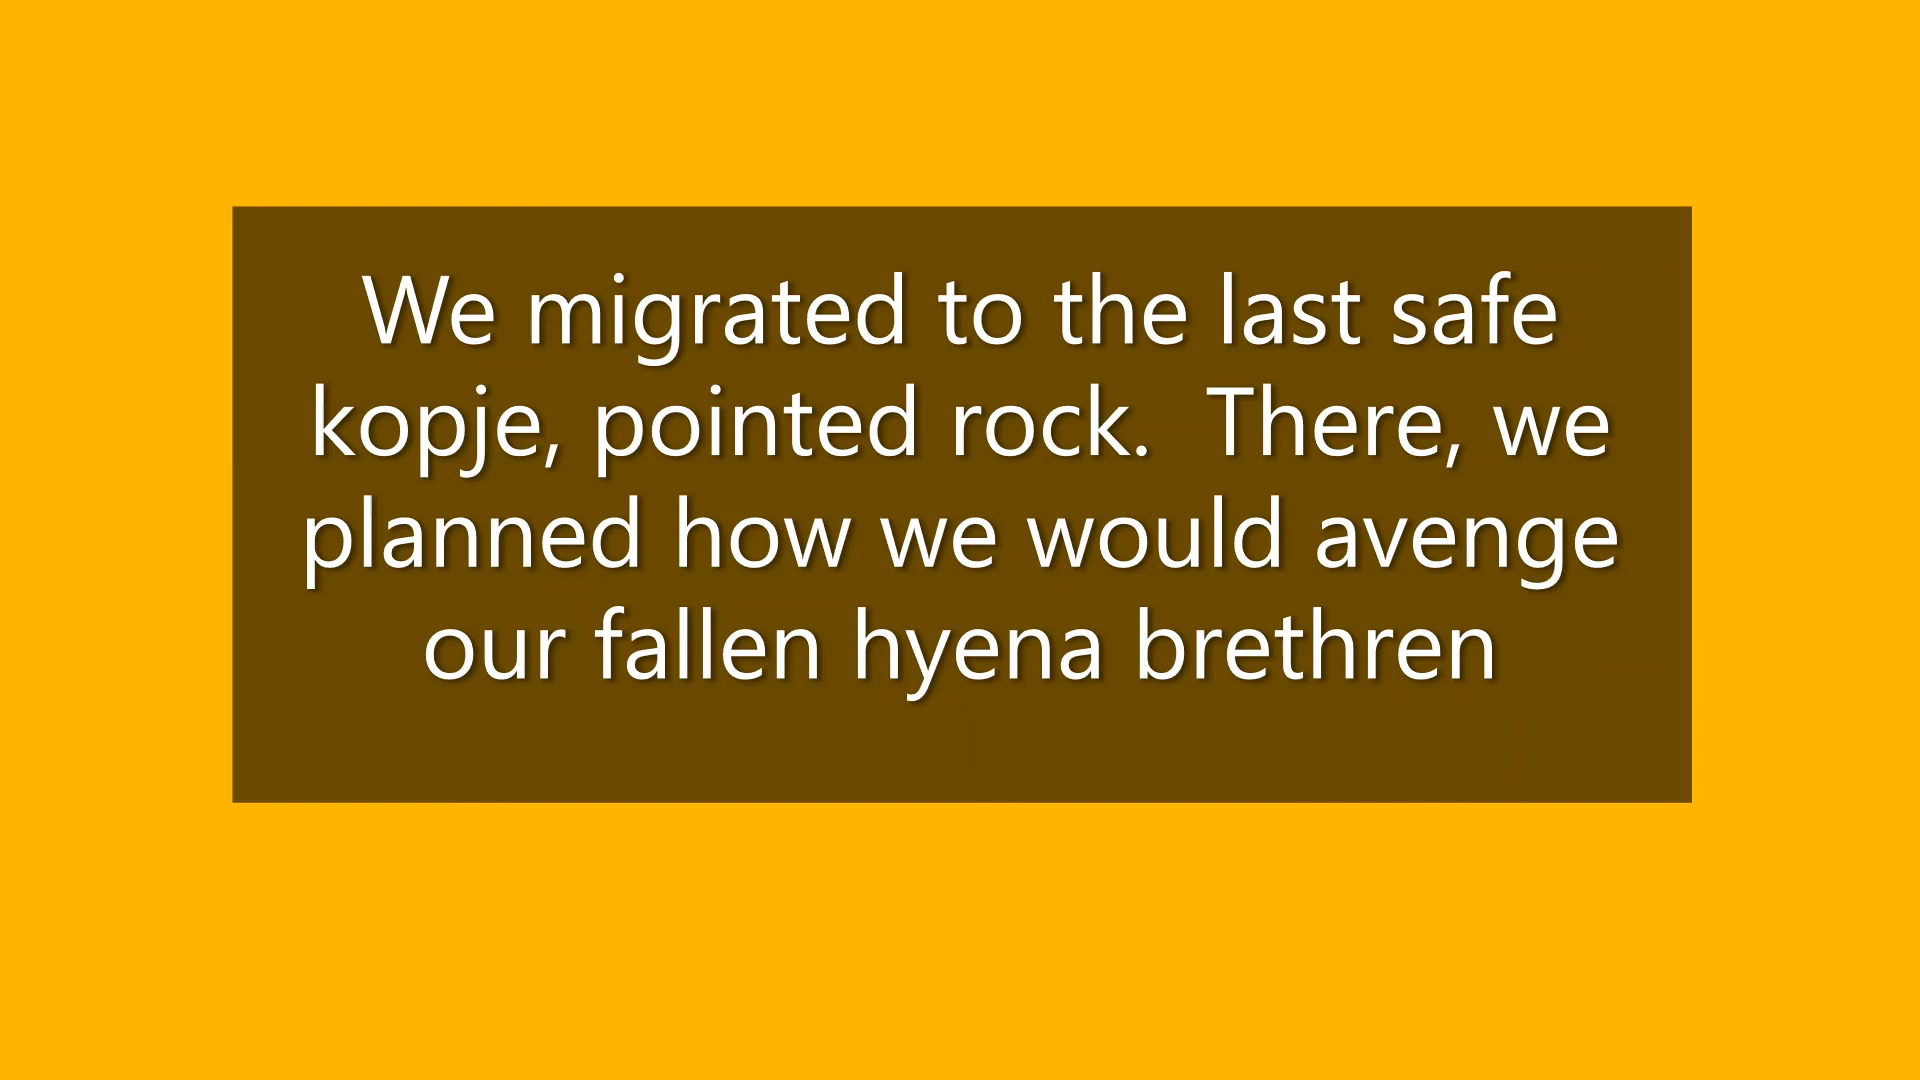 We migrated to the last safe
kopje, pointed rock.  There, we
planned how we would avenge
our fallen hyena brethren